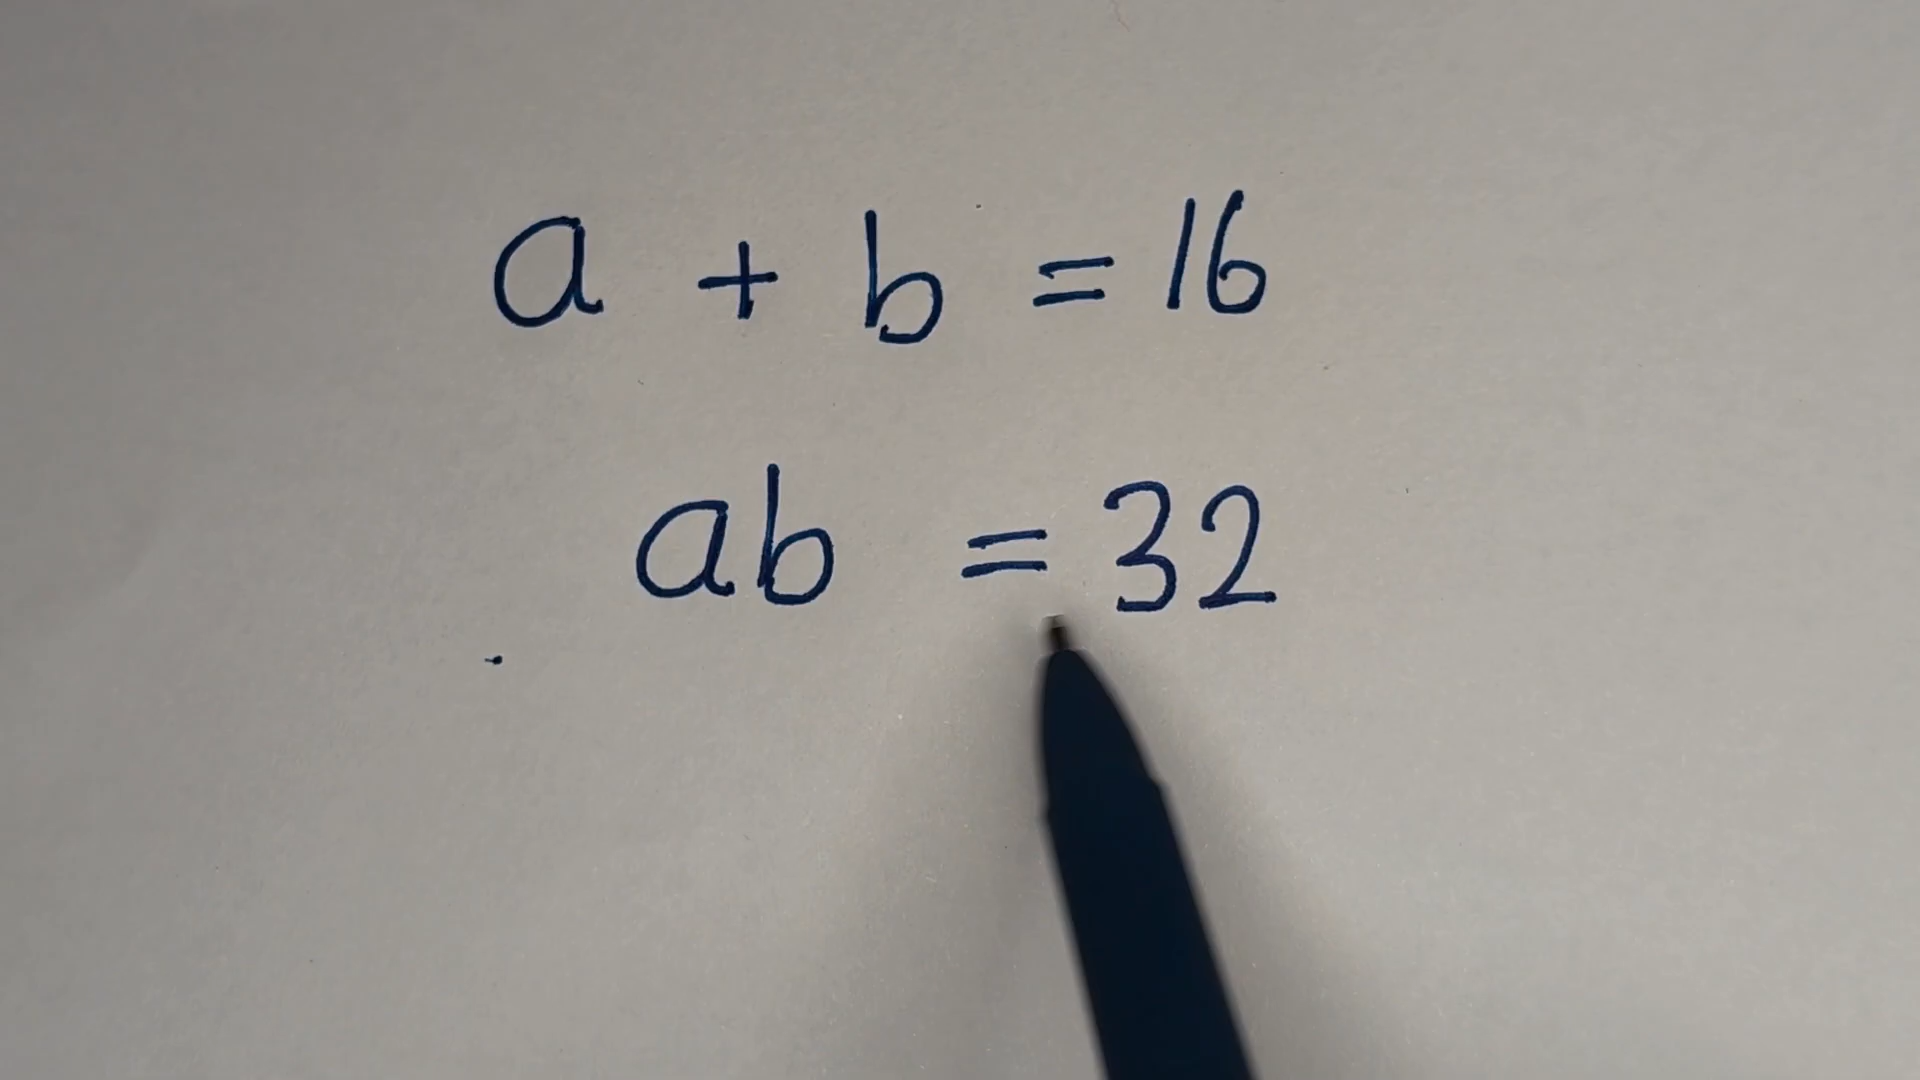 a + b = 16
ab = 32